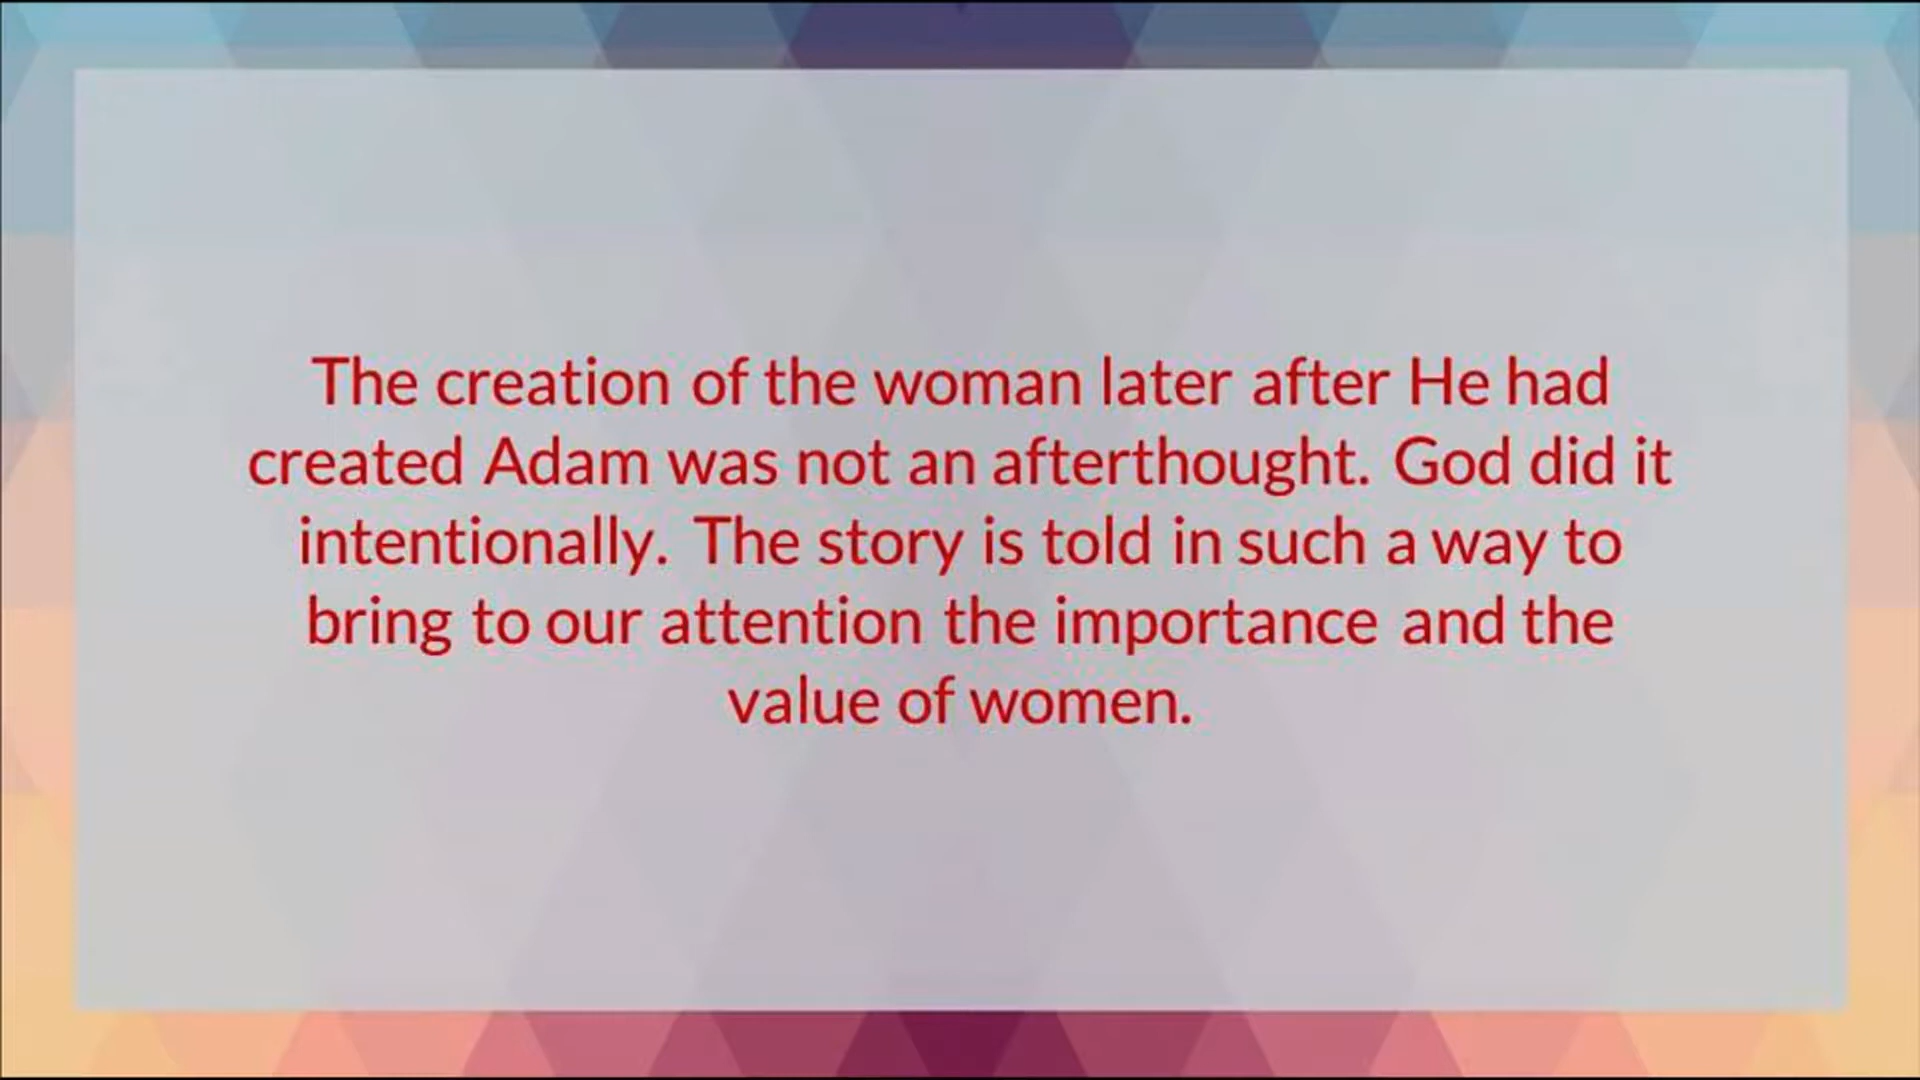 The creation of the woman later after He had
created Adam was not an afterthought. God did it
intentionally. The story is told in such a way to
bring to our attention the importance and the
value of women.